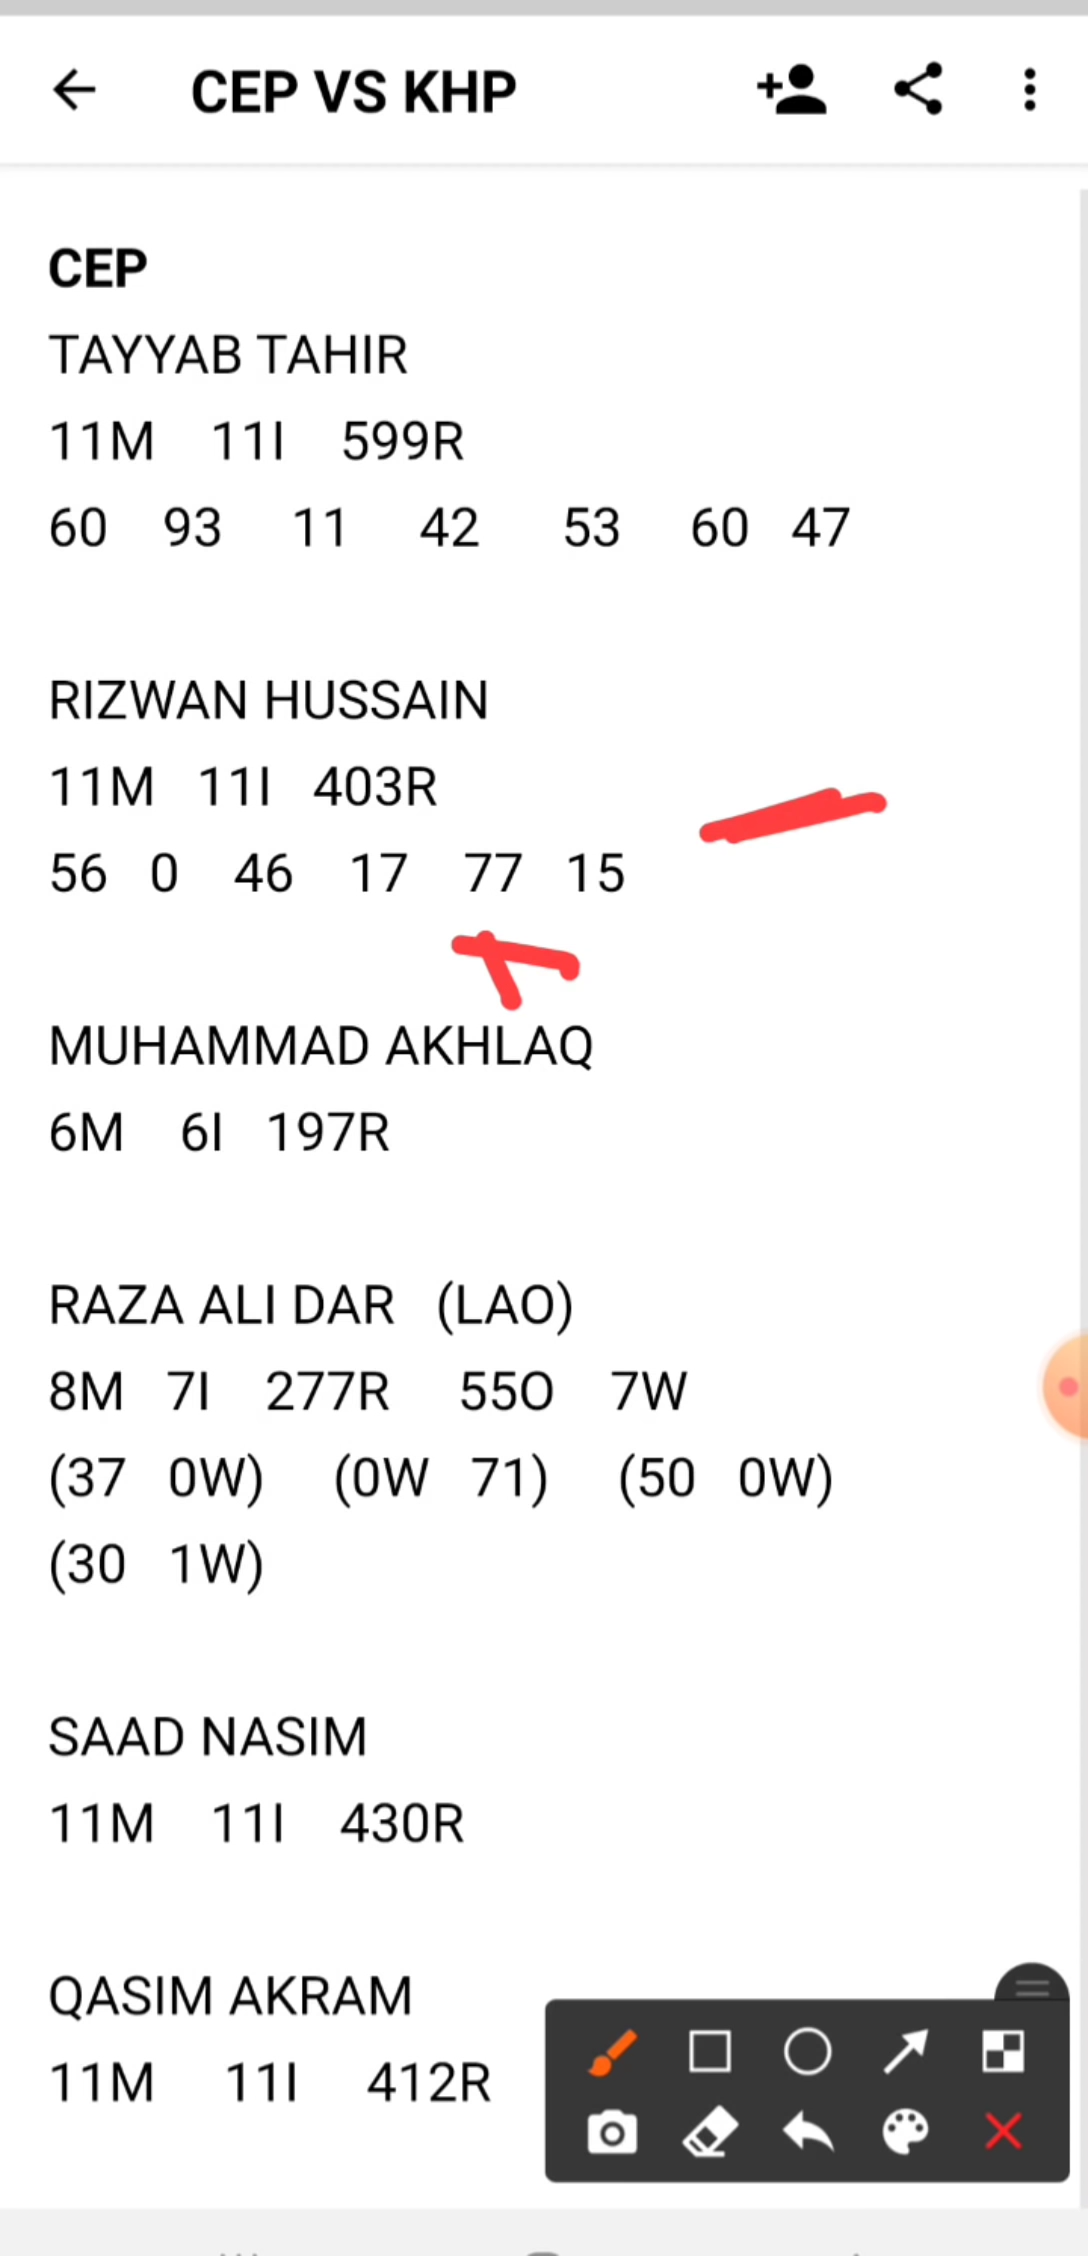 CEP VS KHP
CEP
TAYYAB TAHIR
11M 11I 599R
60 93 11 42 53 60 47
RIZWAN HUSSAIN
11M 11I 403R
56 0 46 17 77 15
MUHAMMAD AKHLAQ
6M 6I 197R
RAZA ALI DAR (LAO)
8M 7I 277R 55O 7W
(37 0W) (0W 71) (50 0W)
(30 1W)
SAAD NASIM
11M 11I 430R
QASIM AKRAM
11M 11I 412R